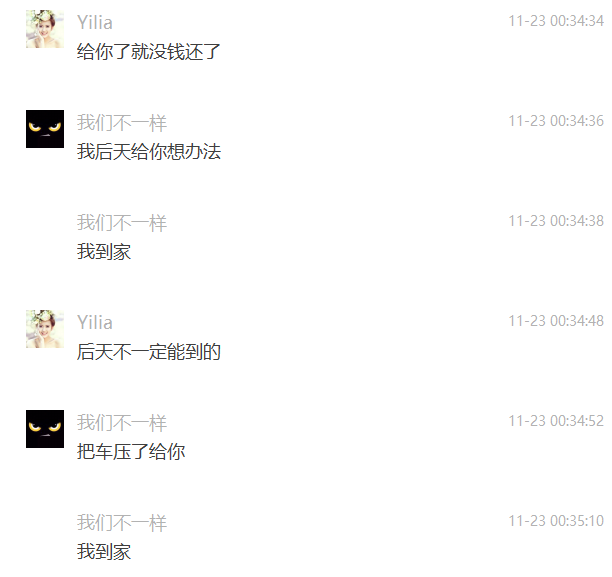 Yilia 11-23 00:34:34
给你了就没钱还了
我们不一样 11-23 00:34:36
我后天给你想办法
我们不一样 11-23 00:34:38
我到家
Yilia 11-23 00:34:48
后天不一定能到的
我们不一样 11-23 00:34:52
把车压了给你
我们不一样 11-23 00:35:10
我到家